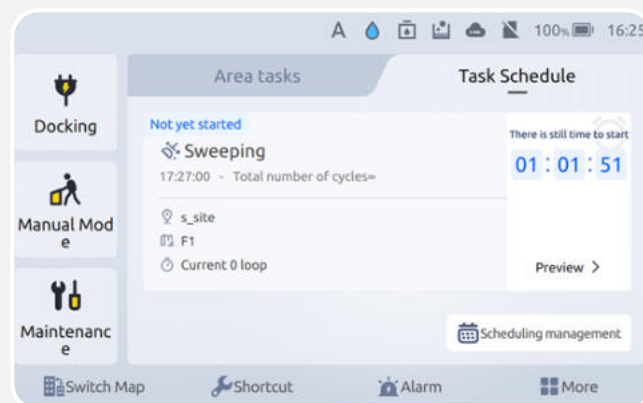 A 100% 16:25
Area tasks Task Schedule
Docking
Manual Mod
e
Maintenanc
e
Not yet started
Sweeping
17:27:00 - Total number of cycles∞
s_site
F1
Current 0 loop
There is still time to start
01 : 01 : 51
Preview >
Scheduling management
Switch Map Shortcut Alarm More